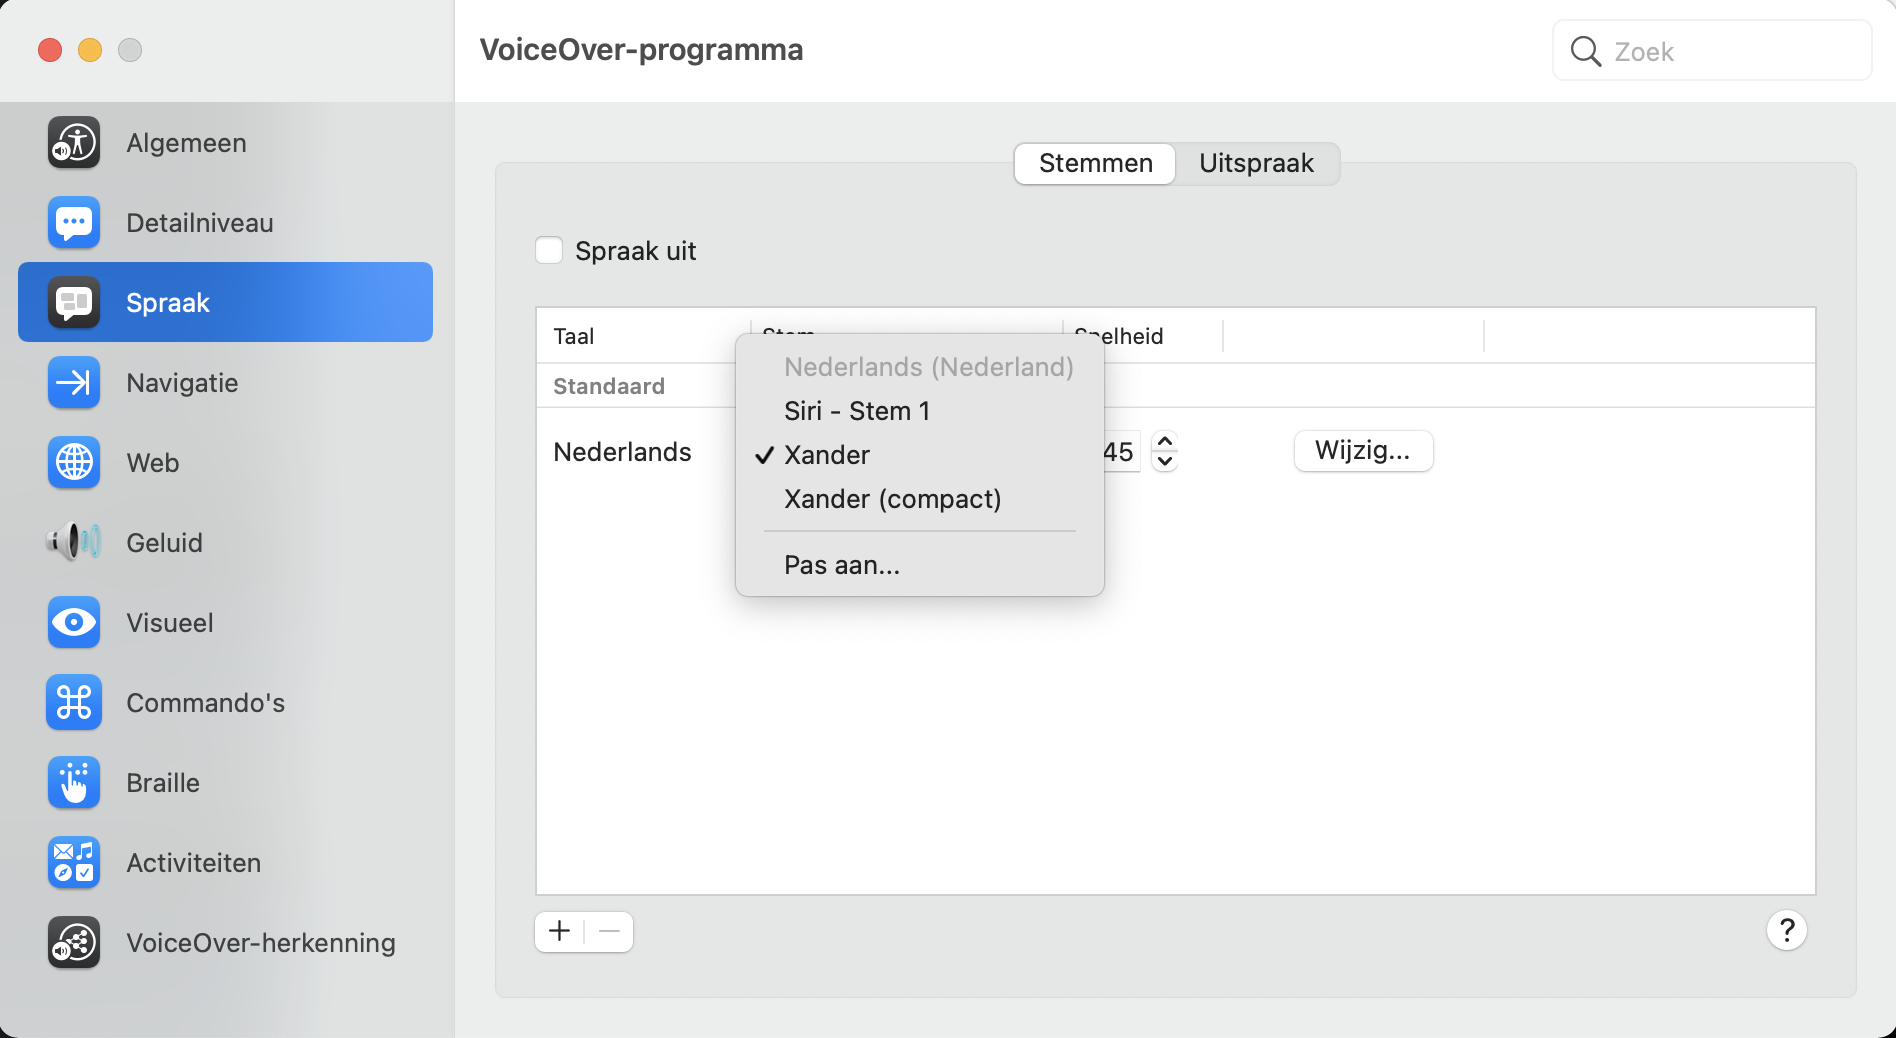 VoiceOver-programma
Zoek
Algemeen
Detailniveau
Spraak
Navigatie
Web
Geluid
Visueel
Commando's
Braille
Activiteiten
VoiceOver-herkenning
Stemmen
Uitspraak
Spraak uit
Taal
Stem
Snelheid
Standaard
Nederlands
Nederlands (Nederland)
Siri - Stem 1
✓ Xander
Xander (compact)
Pas aan...
45
Wijzig...
+
−
?